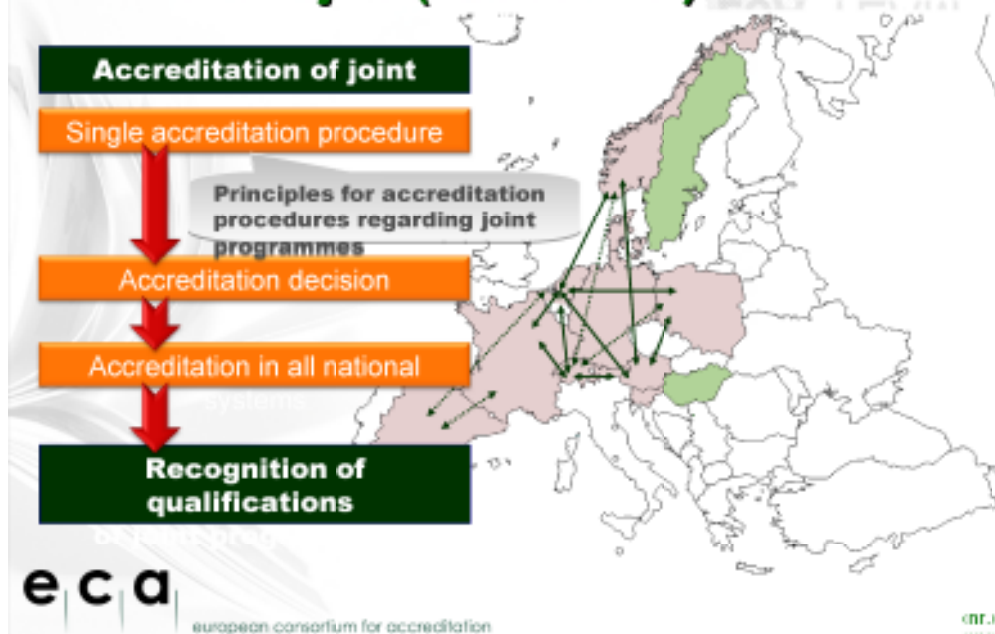 Accreditation of joint
Single accreditation procedure
Principles for accreditation
procedures regarding joint
programmes
Accreditation decision
Accreditation in all national
systems
Recognition of
qualifications
eca
european consortium for accreditation